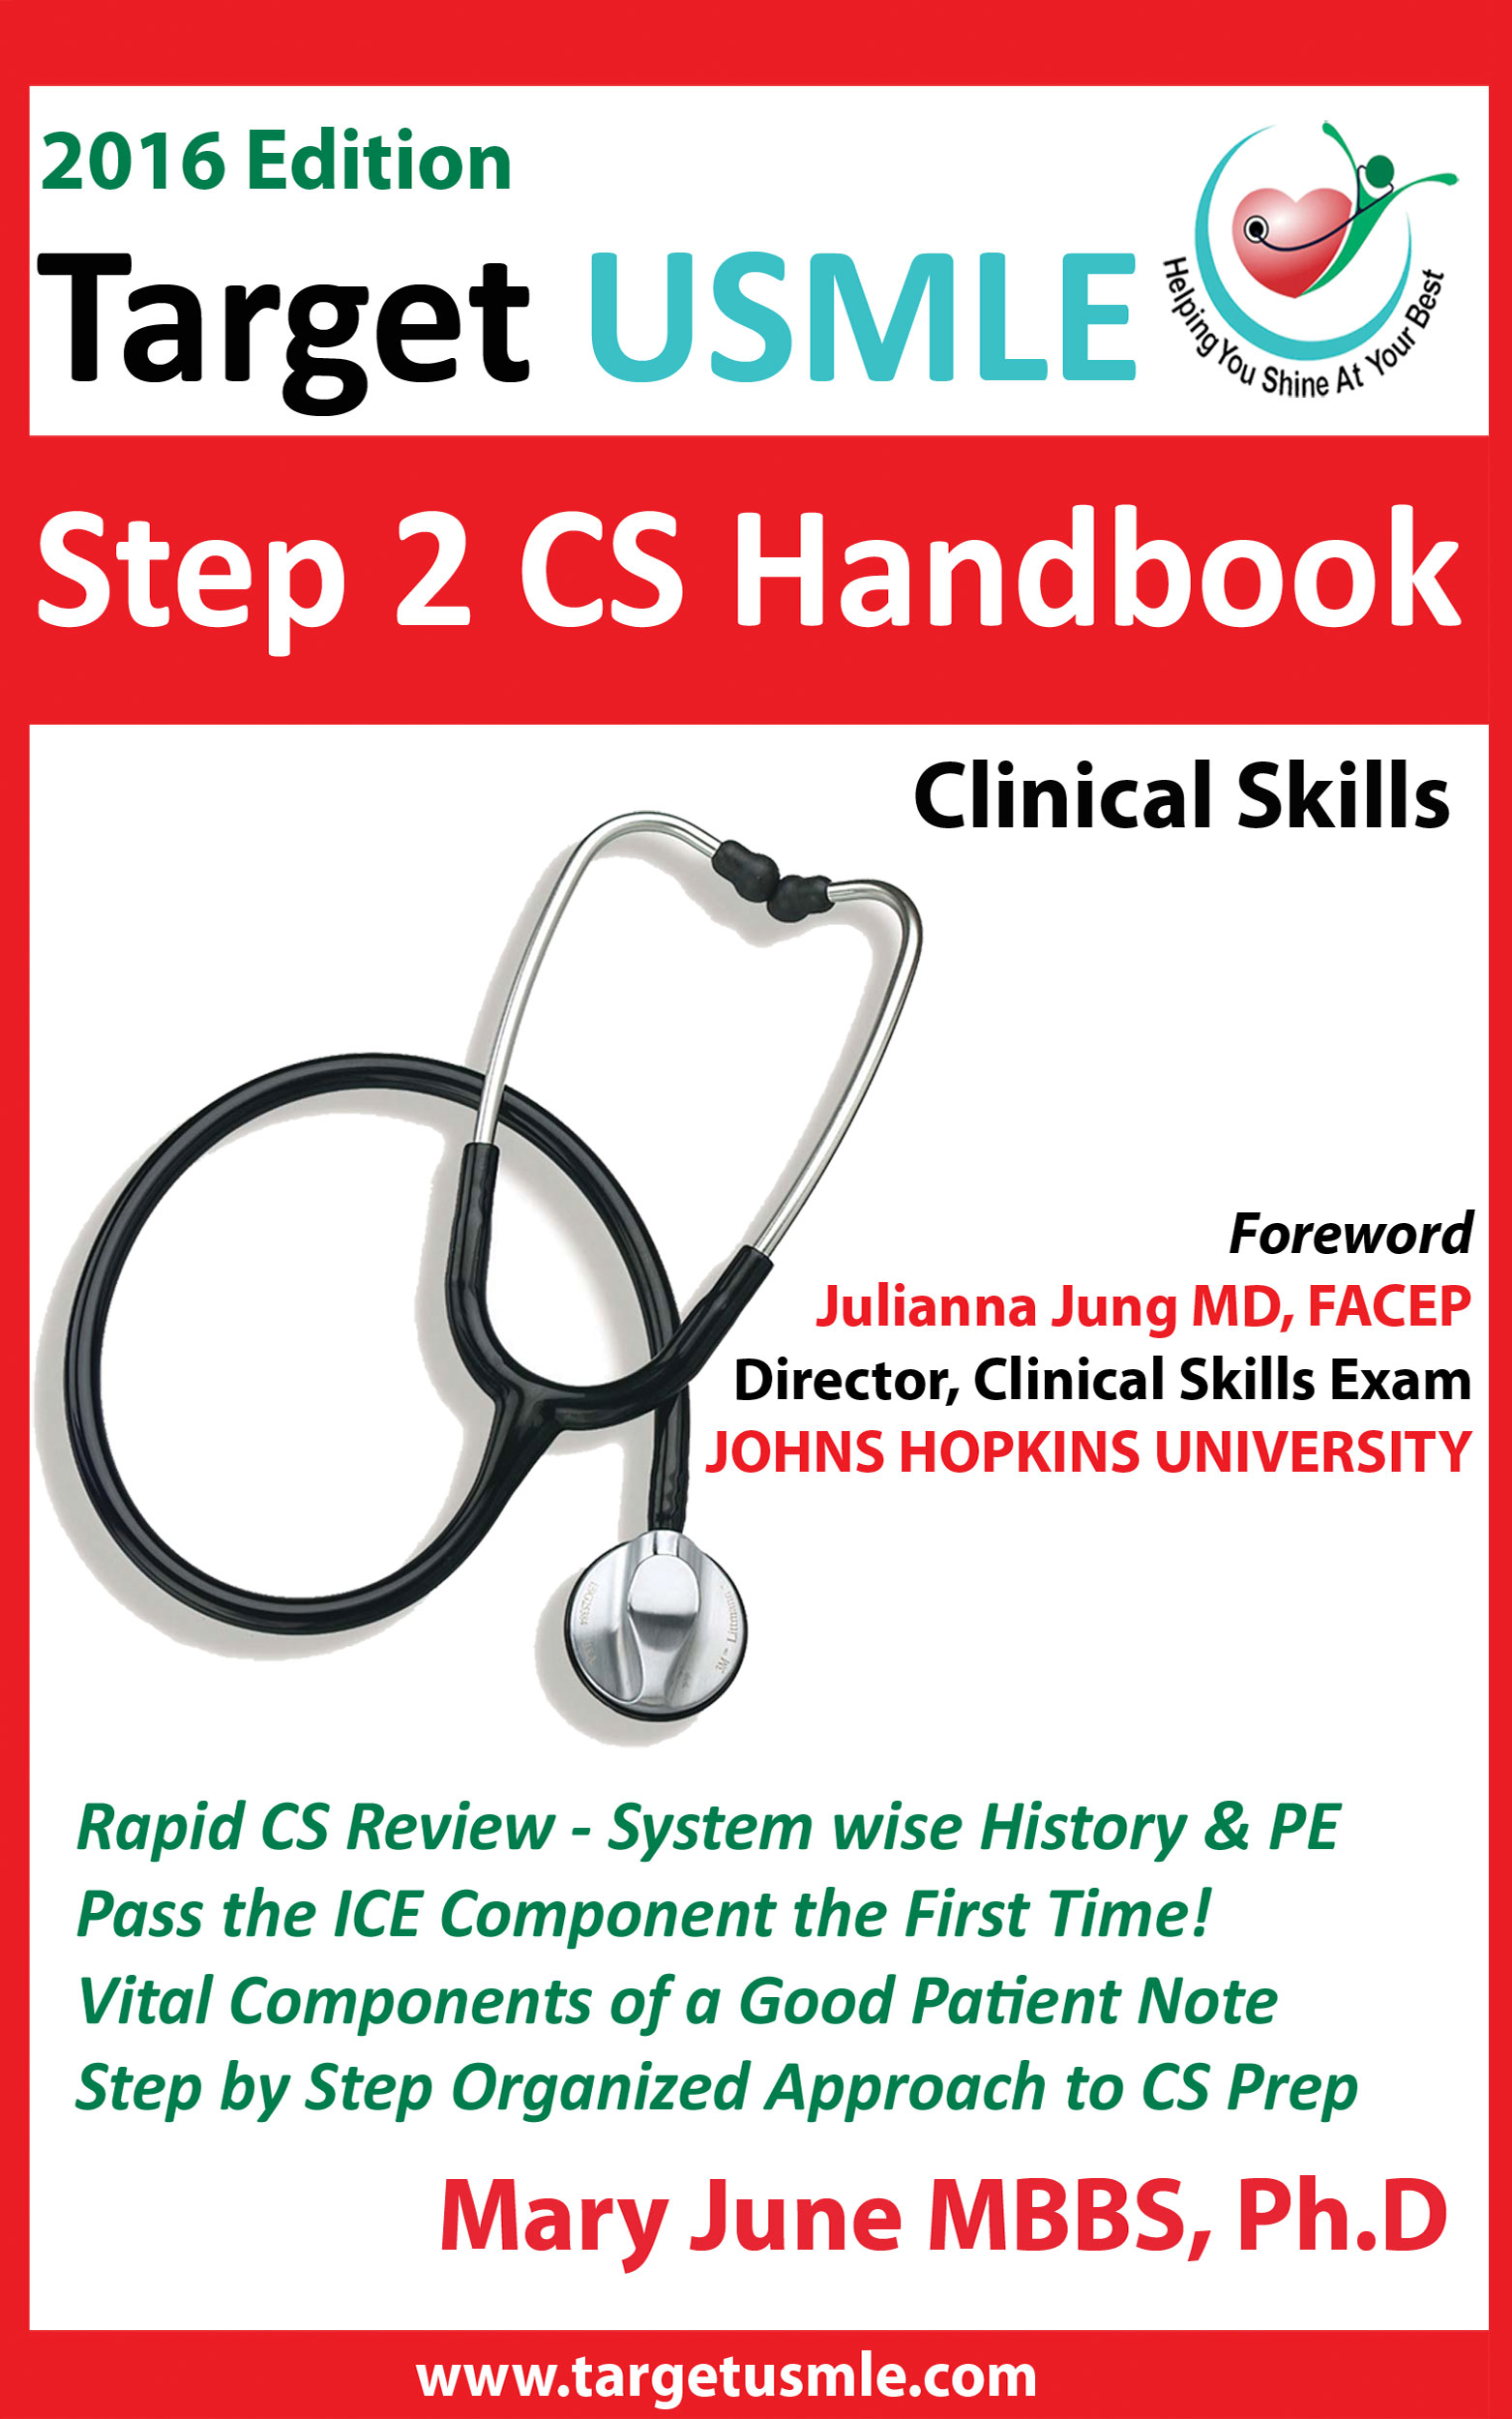 2016 Edition
Target USMLE
Helping You Shine At Your Best
Step 2 CS Handbook
Clinical Skills
Foreword
Julianna Jung MD, FACEP
Director, Clinical Skills Exam
JOHNS HOPKINS UNIVERSITY
3M Littmann
Rapid CS Review - System wise History & PE
Pass the ICE Component the First Time!
Vital Components of a Good Patient Note
Step by Step Organized Approach to CS Prep
Mary June MBBS, Ph.D
www.targetusmle.com